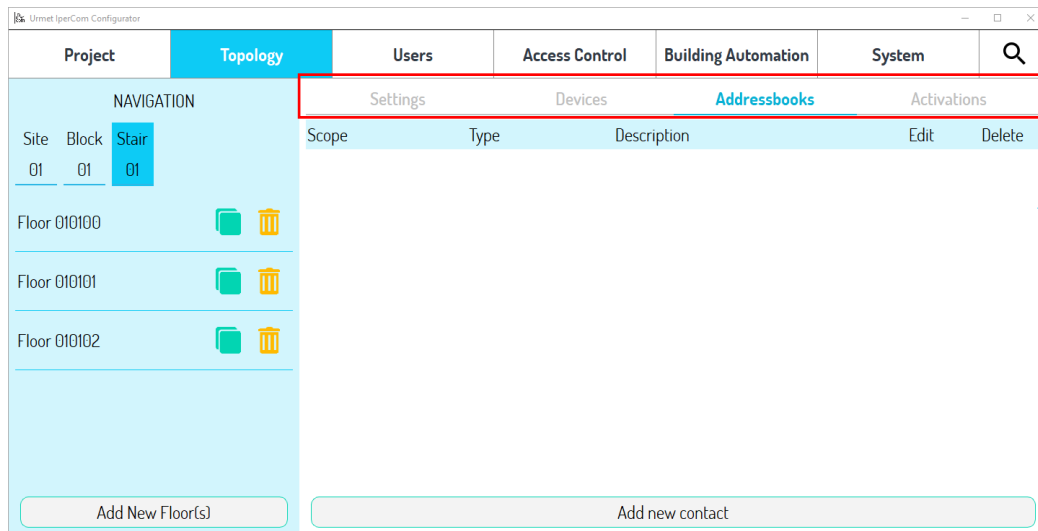 Urmet IperCom Configurator
Project Topology Users Access Control Building Automation System
NAVIGATION
Settings Devices Addressbooks Activations
Site Block Stair
01 01 01
Scope Type Description Edit Delete
Floor 010100
Floor 010101
Floor 010102
Add New Floor(s)
Add new contact